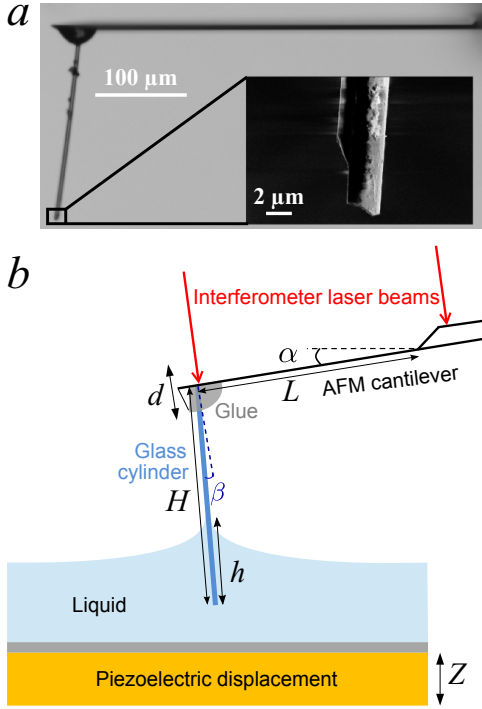 a
100 µm
2 µm
b
Interferometer laser beams
α
L
AFM cantilever
d
Glue
Glass
cylinder
β
H
h
Liquid
Piezoelectric displacement
Z